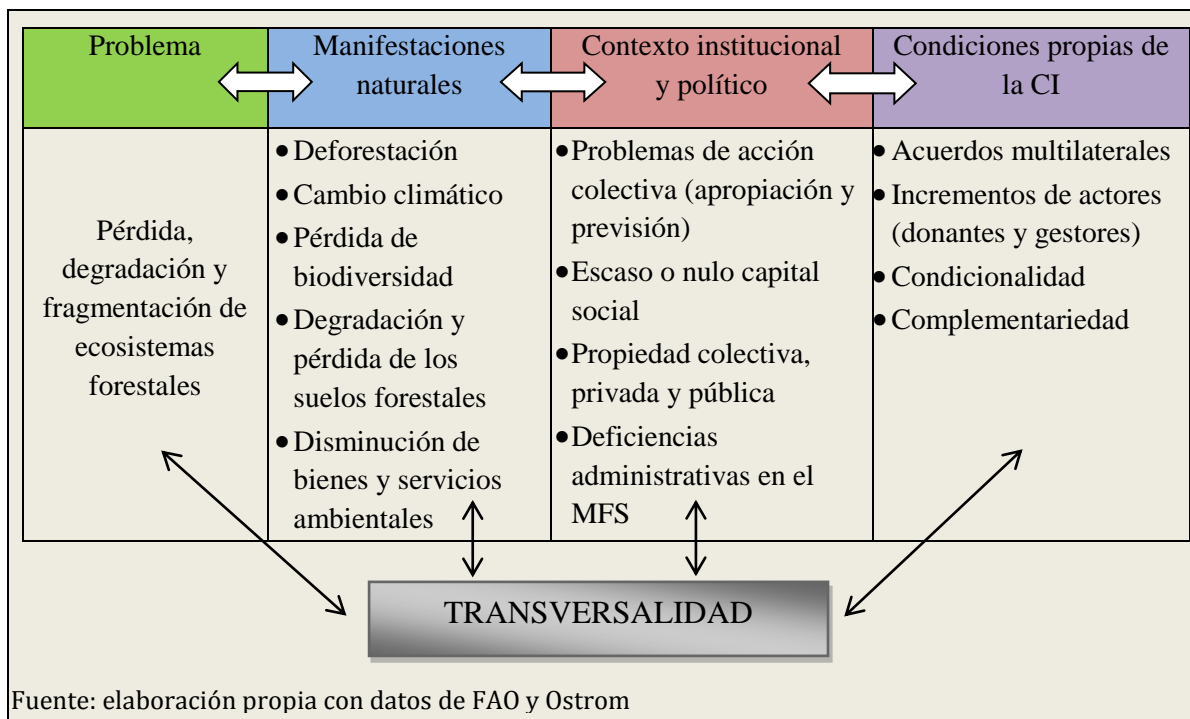 Problema
Manifestaciones
naturales
Contexto institucional
y político
Condiciones propias de
la CI
Pérdida,
degradación y
fragmentación de
ecosistemas
forestales
•Deforestación
•Cambio climático
•Pérdida de
biodiversidad
•Degradación y
pérdida de los
suelos forestales
•Disminución de
bienes y servicios
ambientales
•Problemas de acción
colectiva (apropiación y
previsión)
•Escaso o nulo capital
social
•Propiedad colectiva,
privada y pública
•Deficiencias
administrativas en el
MFS
•Acuerdos multilaterales
•Incrementos de actores
(donantes y gestores)
•Condicionalidad
•Complementariedad
TRANSVERSALIDAD
Fuente: elaboración propia con datos de FAO y Ostrom